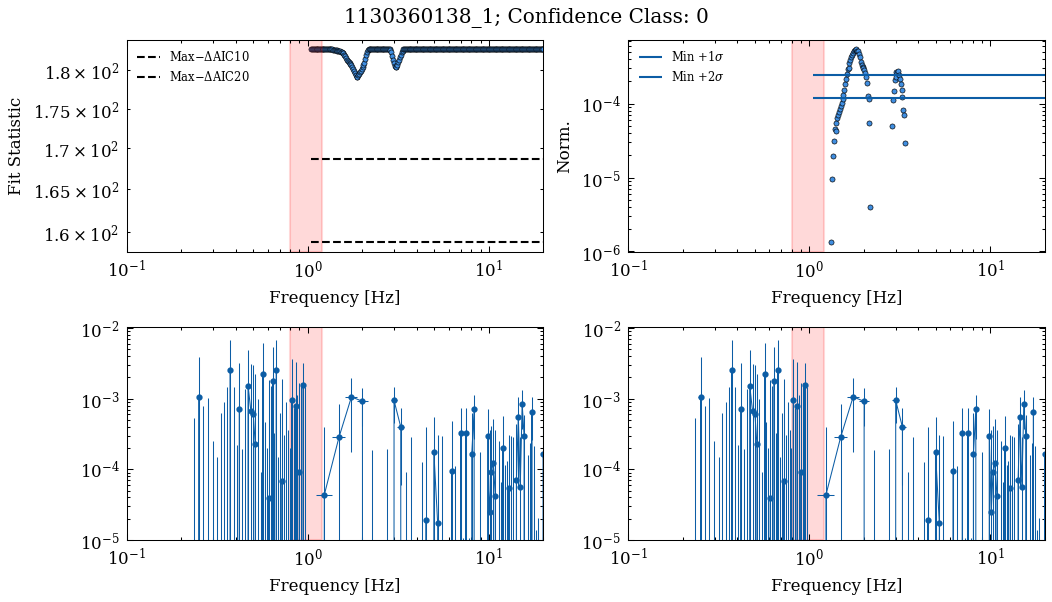 1130360138_1; Confidence Class: 0
Max−ΔAIC10
Max−ΔAIC20
Fit Statistic
1.8 × 10²
1.75 × 10²
1.7 × 10²
1.65 × 10²
1.6 × 10²
10⁻¹ 10⁰ 10¹
Frequency [Hz]
Min +1σ
Min +2σ
Norm.
10⁻⁴
10⁻⁵
10⁻⁶
10⁻¹ 10⁰ 10¹
Frequency [Hz]
10⁻²
10⁻³
10⁻⁴
10⁻⁵
10⁻¹ 10⁰ 10¹
Frequency [Hz]
10⁻²
10⁻³
10⁻⁴
10⁻⁵
10⁻¹ 10⁰ 10¹
Frequency [Hz]